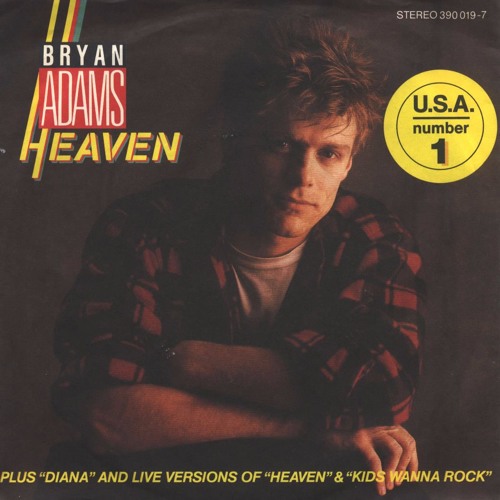 STEREO 390 019-7
BRYAN
ADAMS
HEAVEN
U.S.A.
number
1
PLUS "DIANA" AND LIVE VERSIONS OF "HEAVEN" & "KIDS WANNA ROCK"